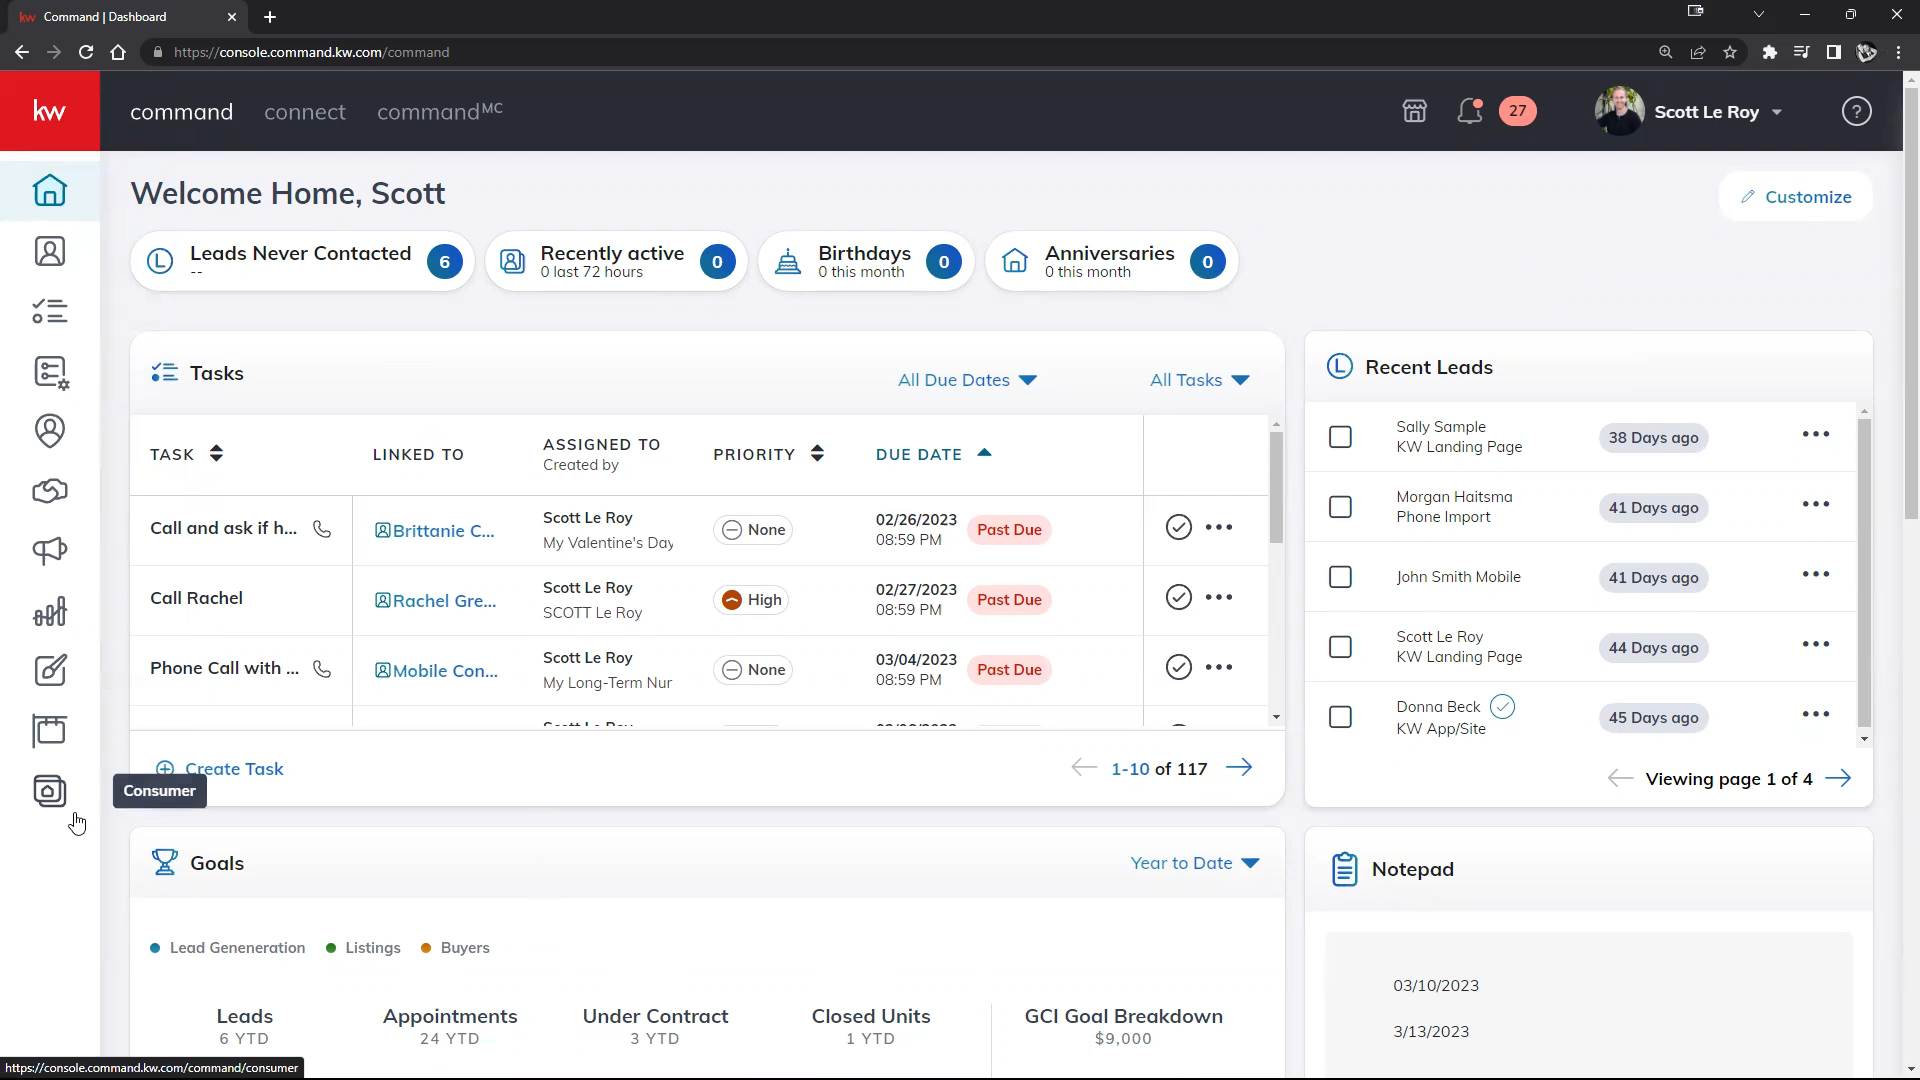 kw Command | Dashboard
https://console.command.kw.com/command
kw
command connect commandMC
27
Scott Le Roy
?
Welcome Home, Scott
Customize
Leads Never Contacted
--
6
Recently active
0 last 72 hours
0
Birthdays
0 this month
0
Anniversaries
0 this month
0
Tasks
All Due Dates
All Tasks
TASK
LINKED TO
ASSIGNED TO
Created by
PRIORITY
DUE DATE
Call and ask if h...
Brittanie C...
Scott Le Roy
My Valentine's Day
None
02/26/2023
08:59 PM
Past Due
Call Rachel
Rachel Gre...
Scott Le Roy
SCOTT Le Roy
High
02/27/2023
08:59 PM
Past Due
Phone Call with ...
Mobile Con...
Scott Le Roy
My Long-Term Nur
None
03/04/2023
08:59 PM
Past Due
Create Task
1-10 of 117
Consumer
Recent Leads
Sally Sample
KW Landing Page
38 Days ago
Morgan Haitsma
Phone Import
41 Days ago
John Smith Mobile
41 Days ago
Scott Le Roy
KW Landing Page
44 Days ago
Donna Beck
KW App/Site
45 Days ago
Viewing page 1 of 4
Goals
Year to Date
Lead Geneneration
Listings
Buyers
Leads
6 YTD
Appointments
24 YTD
Under Contract
3 YTD
Closed Units
1 YTD
GCI Goal Breakdown
$9,000
Notepad
03/10/2023
3/13/2023
https://console.command.kw.com/command/consumer